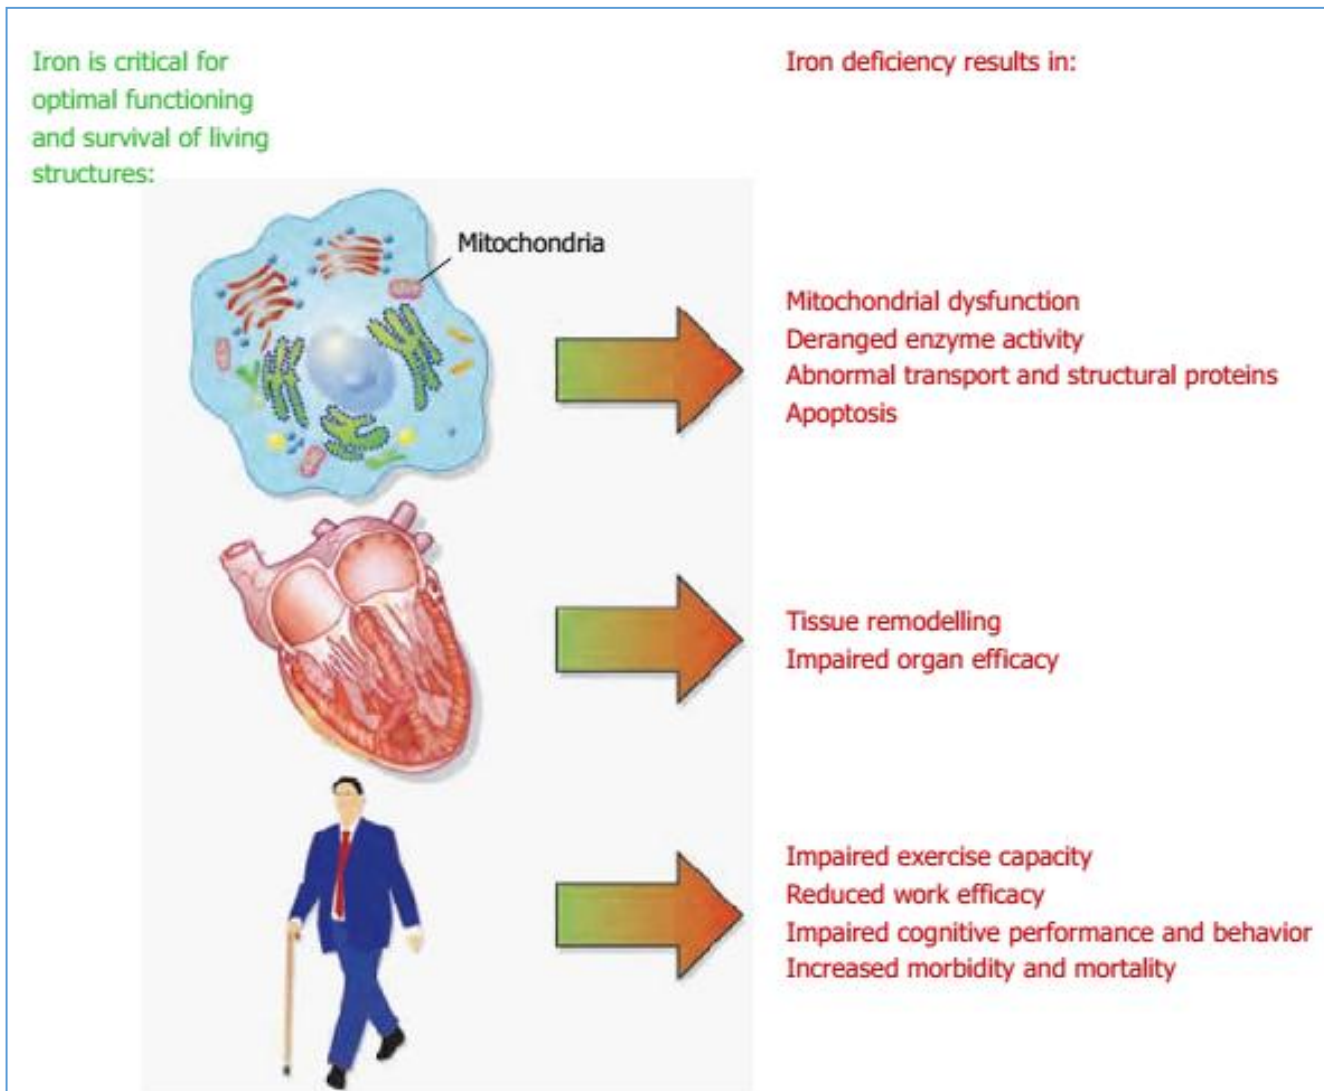 Iron is critical for
optimal functioning
and survival of living
structures:
Iron deficiency results in:
Mitochondria
Mitochondrial dysfunction
Deranged enzyme activity
Abnormal transport and structural proteins
Apoptosis
Tissue remodelling
Impaired organ efficacy
Impaired exercise capacity
Reduced work efficacy
Impaired cognitive performance and behavior
Increased morbidity and mortality